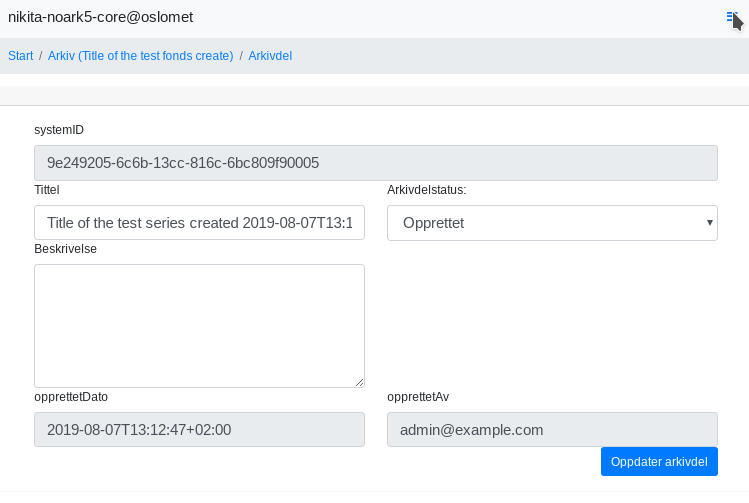 nikita-noark5-core@oslomet
Start / Arkiv (Title of the test fonds create) / Arkivdel
systemID
9e249205-6c6b-13cc-816c-6bc809f90005
Tittel Arkivdelstatus:
Title of the test series created 2019-08-07T13:1 Opprettet
Beskrivelse
opprettetDato opprettetAv
2019-08-07T13:12:47+02:00 admin@example.com
Oppdater arkivdel